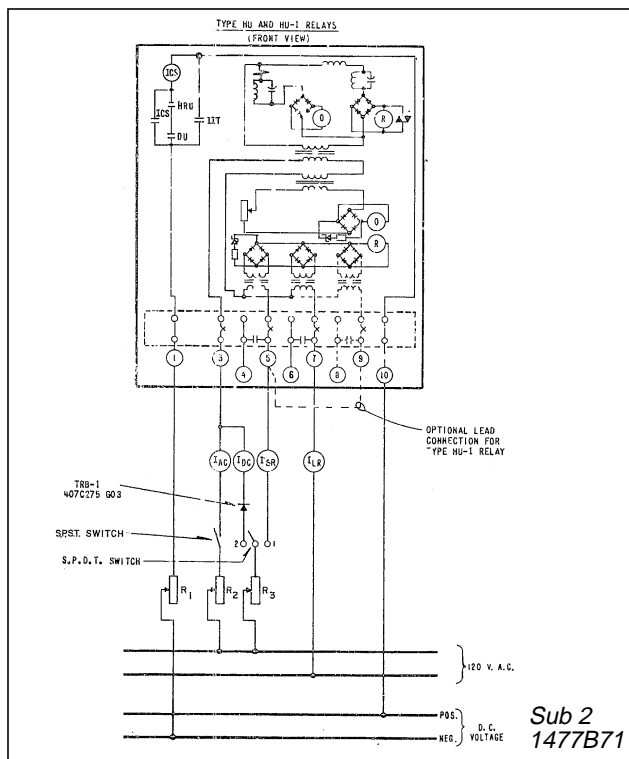 TYPE HU AND HU-1 RELAYS
(FRONT VIEW)
ICS
ICS
HRU
IIT
DU
O
R
O
R
1
3
4
5
6
7
8
9
10
OPTIONAL LEAD
CONNECTION FOR
TYPE HU-1 RELAY
IAC
IDC
ISR
ILR
TRB-1
407C275 G03
S.P.S.T. SWITCH
S.P.D.T. SWITCH
2
1
R1
R2
R3
120 V. A.C.
POS.
NEG.
D.C.
VOLTAGE
Sub 2
1477B71